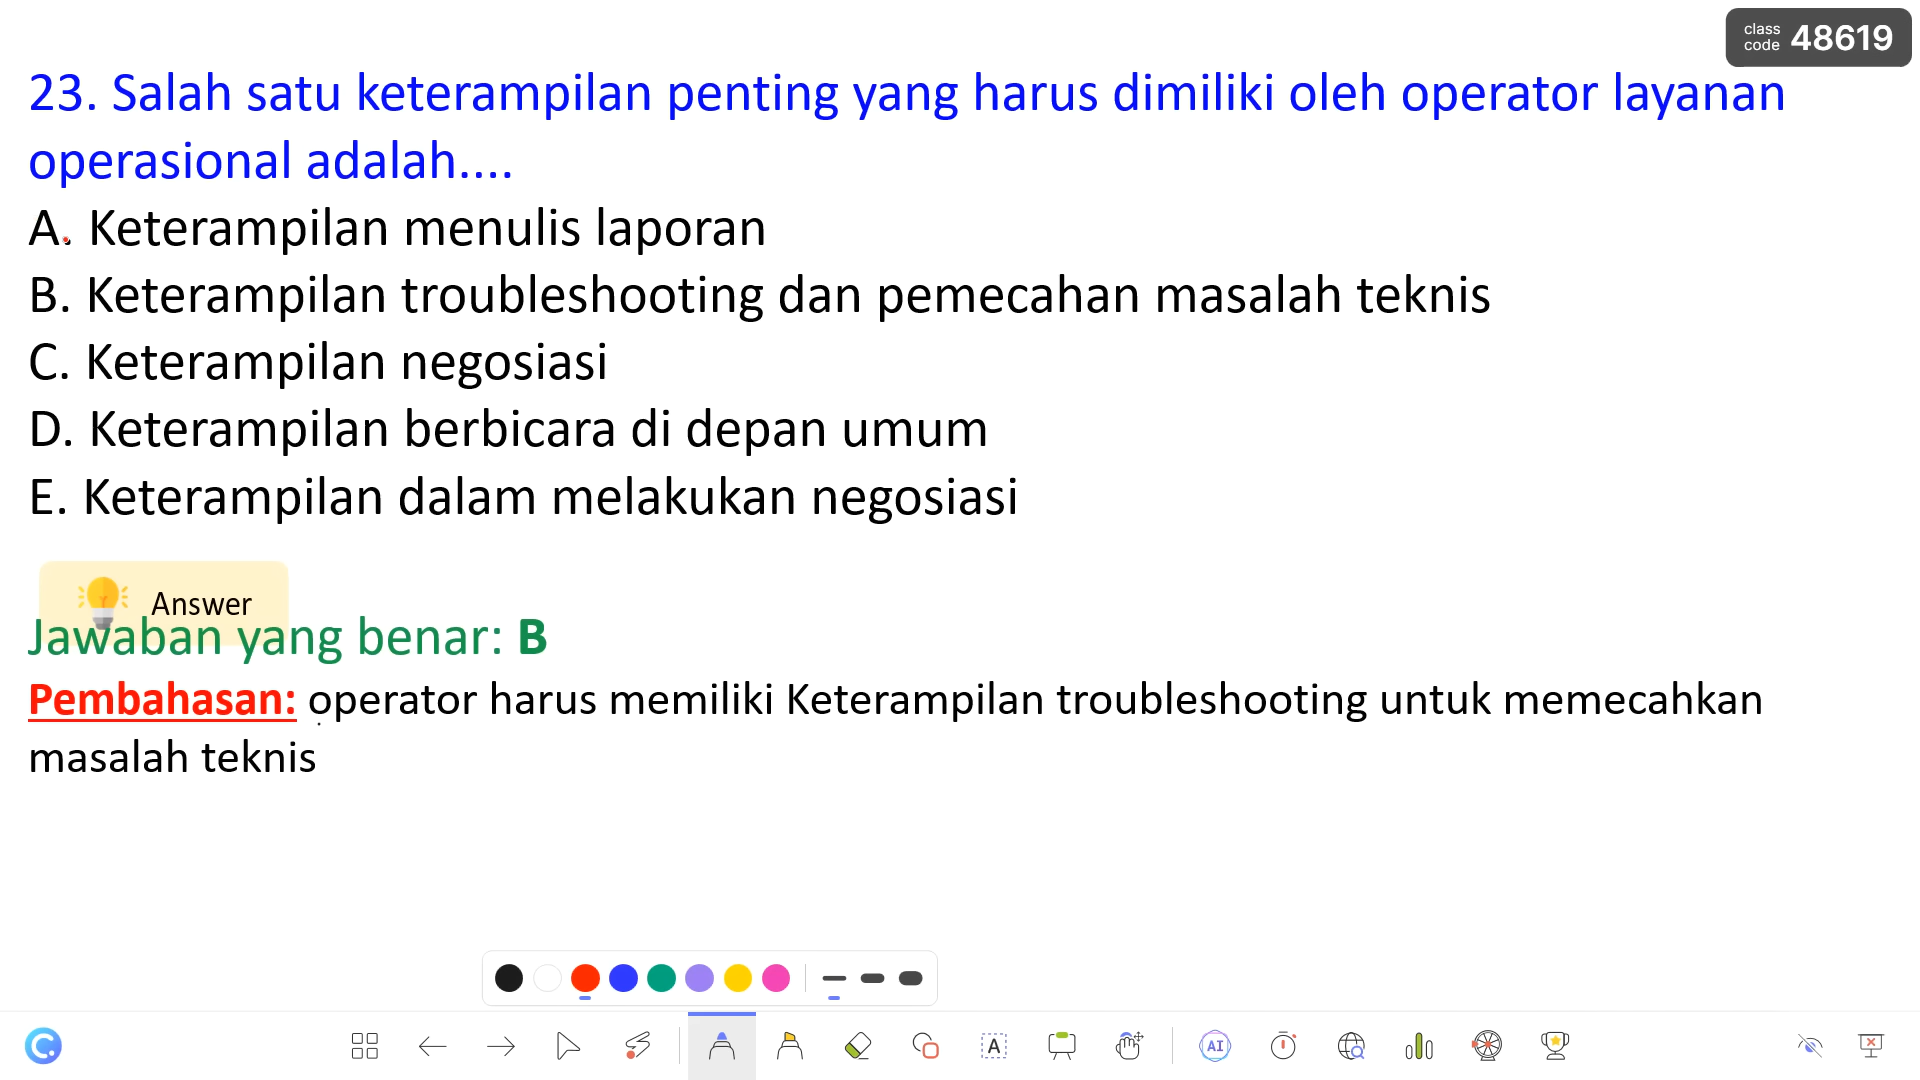 class
code 48619
23. Salah satu keterampilan penting yang harus dimiliki oleh operator layanan
operasional adalah....
A. Keterampilan menulis laporan
B. Keterampilan troubleshooting dan pemecahan masalah teknis
C. Keterampilan negosiasi
D. Keterampilan berbicara di depan umum
E. Keterampilan dalam melakukan negosiasi
Answer
Jawaban yang benar: B
Pembahasan: operator harus memiliki Keterampilan troubleshooting untuk memecahkan
masalah teknis
A
AI